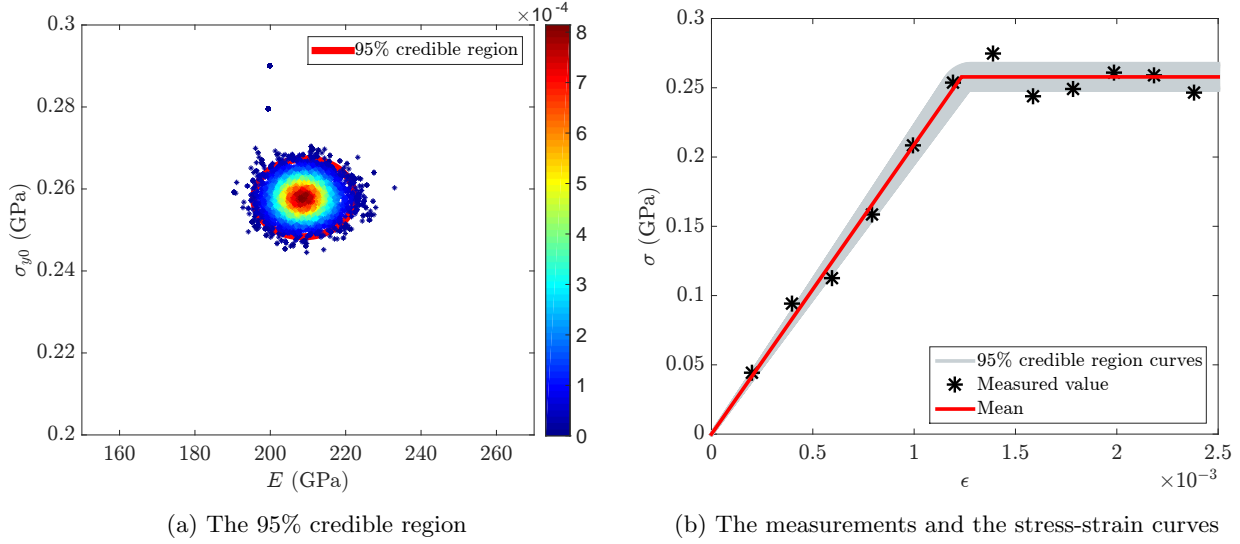 ×10⁻⁴
0.3
0.28
0.26
0.24
0.22
0.2
σy0 (GPa)
160 180 200 220 240 260
E (GPa)
95% credible region
8
7
6
5
4
3
2
1
0
(a) The 95% credible region
0.3
0.25
0.2
0.15
0.1
0.05
0
σ (GPa)
95% credible region curves
Measured value
Mean
0 0.5 1 1.5 2 2.5
ϵ ×10⁻³
(b) The measurements and the stress-strain curves